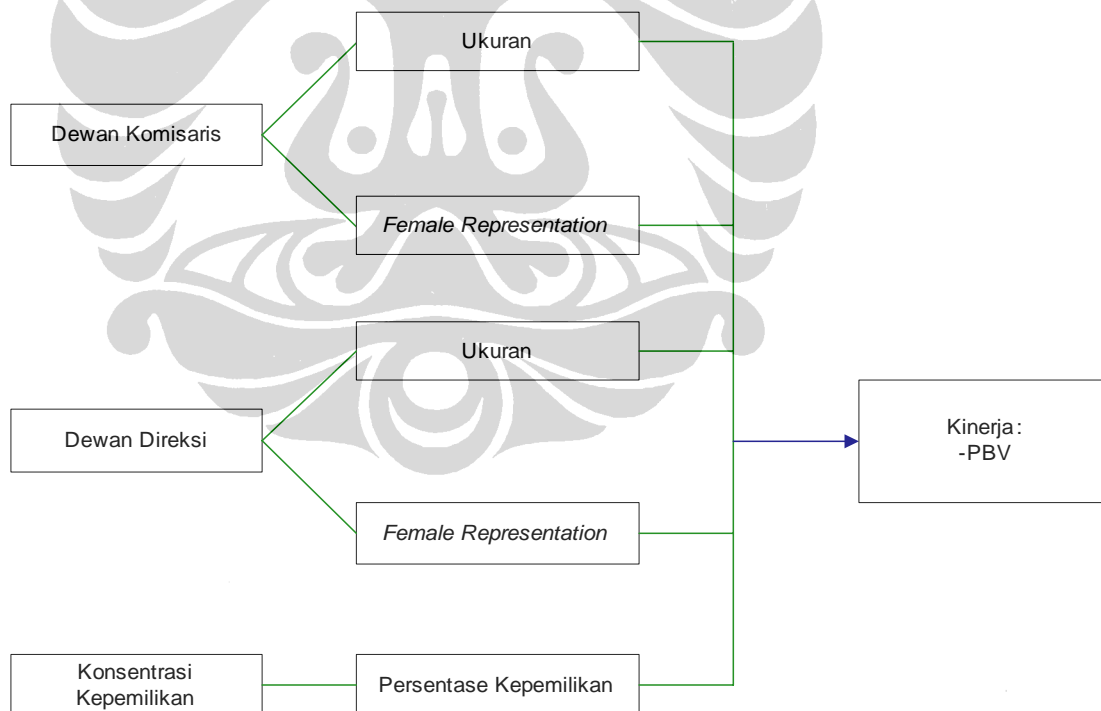 Ukuran
Dewan Komisaris
Female Representation
Ukuran
Dewan Direksi
Kinerja:
-PBV
Female Representation
Konsentrasi
Kepemilikan
Persentase Kepemilikan